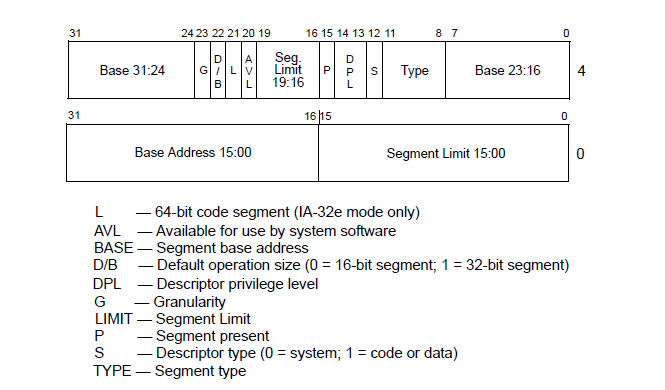 31 24 23 22 21 20 19 16 15 14 13 12 11 8 7 0
Base 31:24 G D/B L AVL Seg. Limit 19:16 P DPL S Type Base 23:16 4
31 16 15 0
Base Address 15:00 Segment Limit 15:00 0
L — 64-bit code segment (IA-32e mode only)
AVL — Available for use by system software
BASE — Segment base address
D/B — Default operation size (0 = 16-bit segment; 1 = 32-bit segment)
DPL — Descriptor privilege level
G — Granularity
LIMIT — Segment Limit
P — Segment present
S — Descriptor type (0 = system; 1 = code or data)
TYPE — Segment type